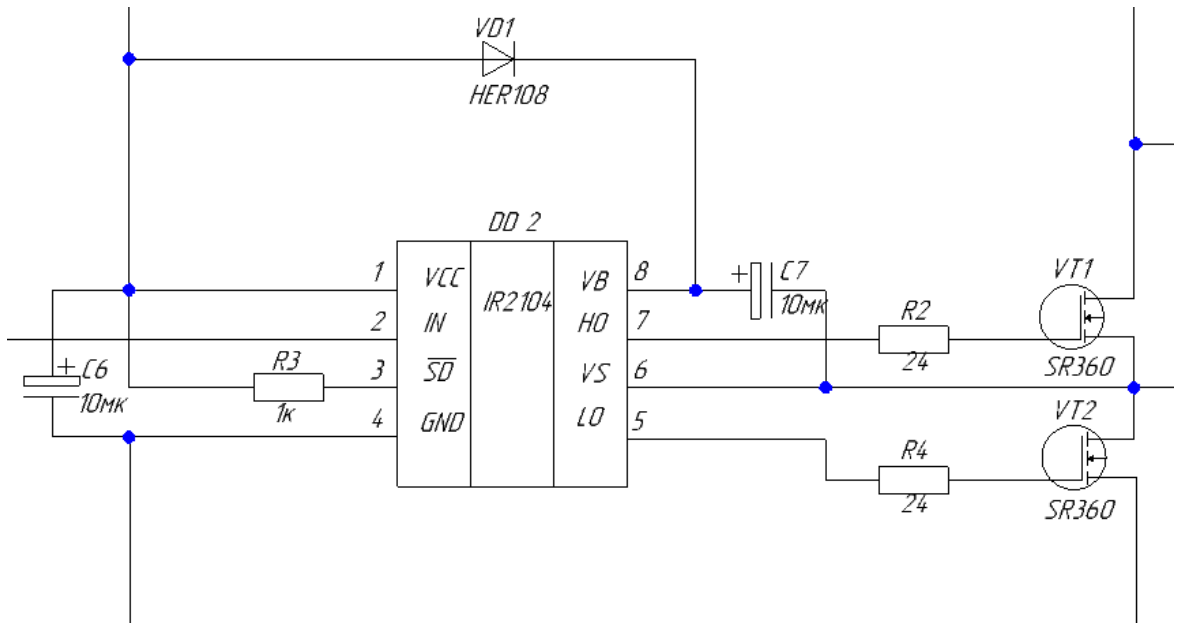 VD1
HER108
DD 2
1
VCC
IR2104
VB
8
+
C7
10мк
VT1
2
IN
HO
7
R2
24
SR360
+
C6
10мк
R3
1к
3
SD
VS
6
VT2
4
GND
LO
5
R4
24
SR360